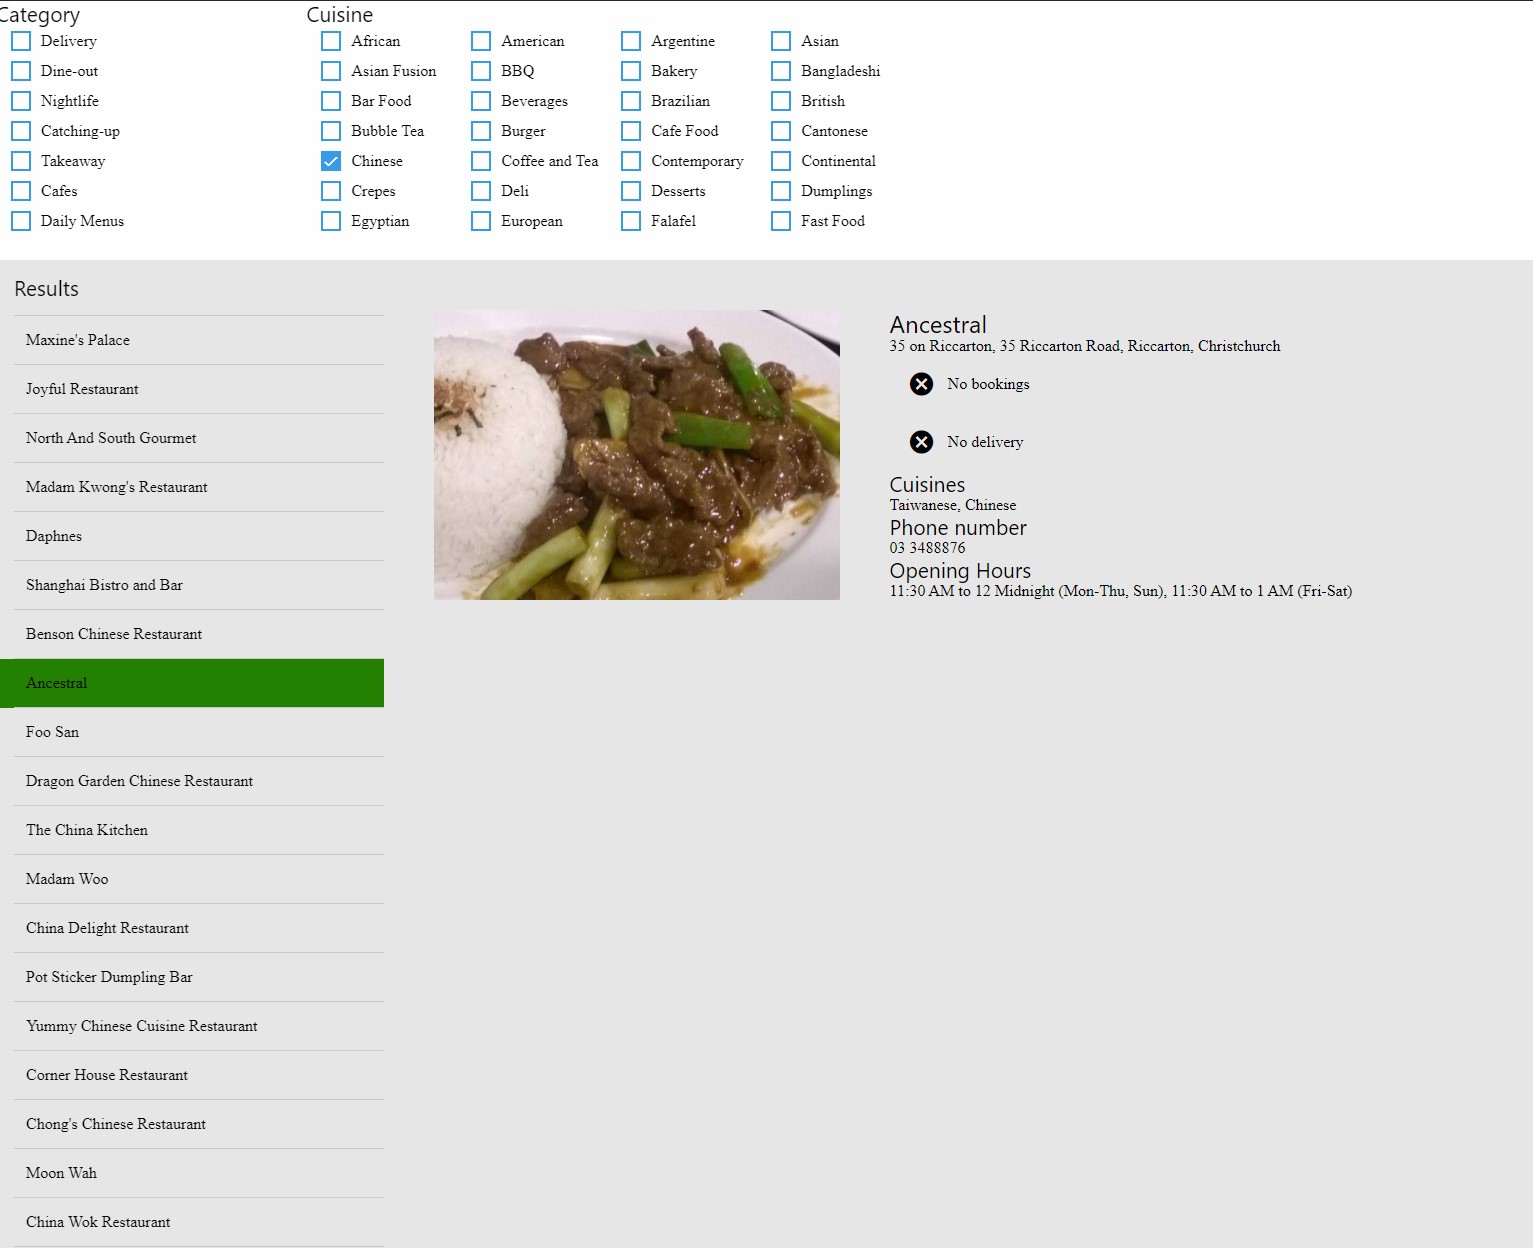 Category
Cuisine
Delivery
African
American
Argentine
Asian
Dine-out
Asian Fusion
BBQ
Bakery
Bangladeshi
Nightlife
Bar Food
Beverages
Brazilian
British
Catching-up
Bubble Tea
Burger
Cafe Food
Cantonese
Takeaway
Chinese
Coffee and Tea
Contemporary
Continental
Cafes
Crepes
Deli
Desserts
Dumplings
Daily Menus
Egyptian
European
Falafel
Fast Food
Results
Maxine's Palace
Joyful Restaurant
North And South Gourmet
Madam Kwong's Restaurant
Daphnes
Shanghai Bistro and Bar
Benson Chinese Restaurant
Ancestral
Foo San
Dragon Garden Chinese Restaurant
The China Kitchen
Madam Woo
China Delight Restaurant
Pot Sticker Dumpling Bar
Yummy Chinese Cuisine Restaurant
Corner House Restaurant
Chong's Chinese Restaurant
Moon Wah
China Wok Restaurant
Ancestral
35 on Riccarton, 35 Riccarton Road, Riccarton, Christchurch
No bookings
No delivery
Cuisines
Taiwanese, Chinese
Phone number
03 3488876
Opening Hours
11:30 AM to 12 Midnight (Mon-Thu, Sun), 11:30 AM to 1 AM (Fri-Sat)